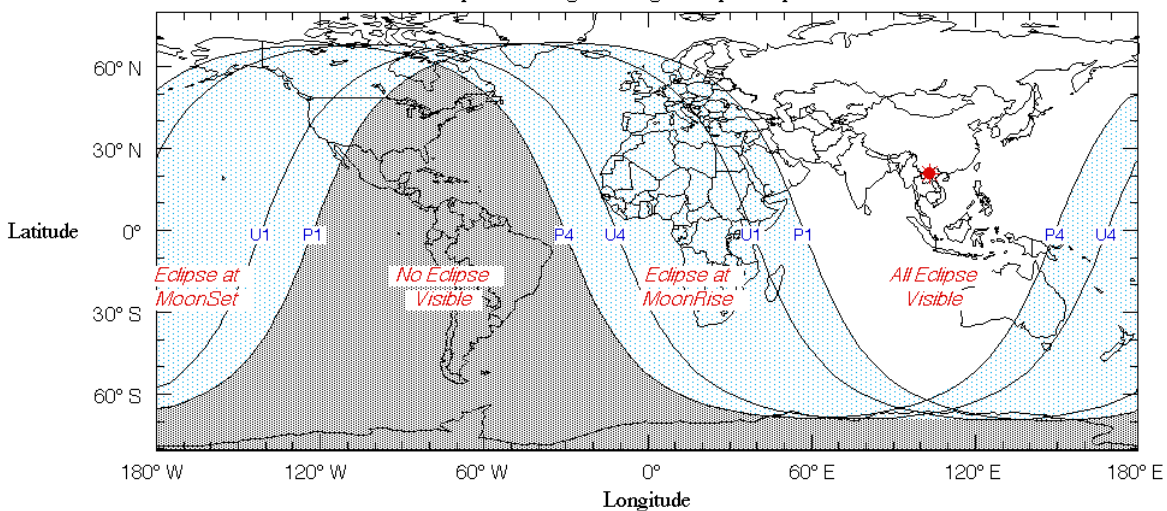 60° N
30° N
Latitude
0°
U1
P1
P4
U4
U1
P1
P4
U4
Eclipse at
MoonSet
No Eclipse
Visible
Eclipse at
MoonRise
All Eclipse
Visible
30° S
60° S
180° W
120° W
60° W
0°
60° E
120° E
180° E
Longitude